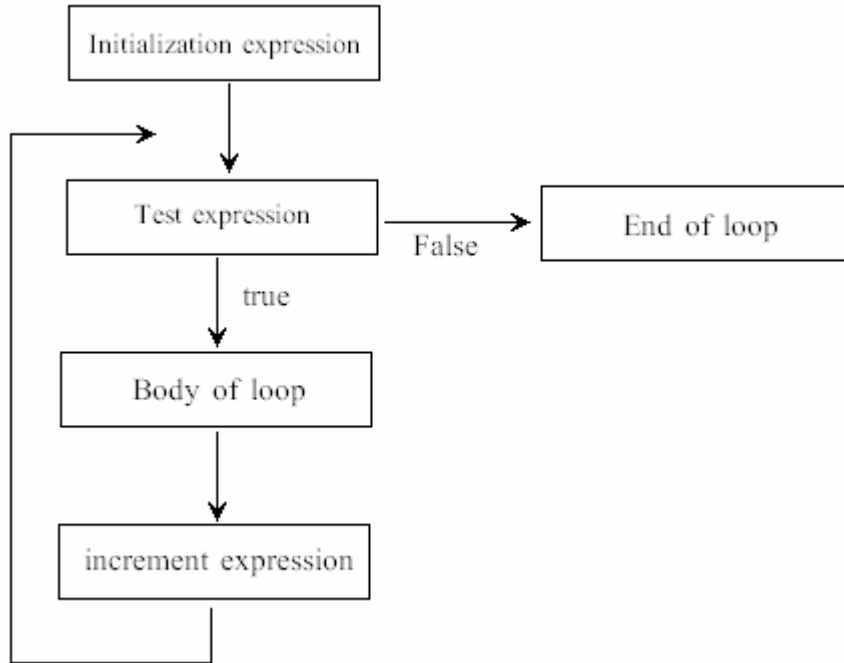 Initialization expression
Test expression
False
End of loop
true
Body of loop
increment expression